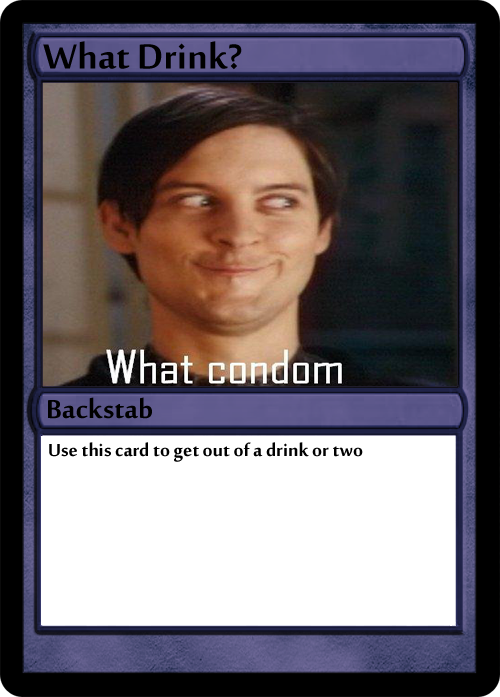 What Drink?
What condom
Backstab
Use this card to get out of a drink or two